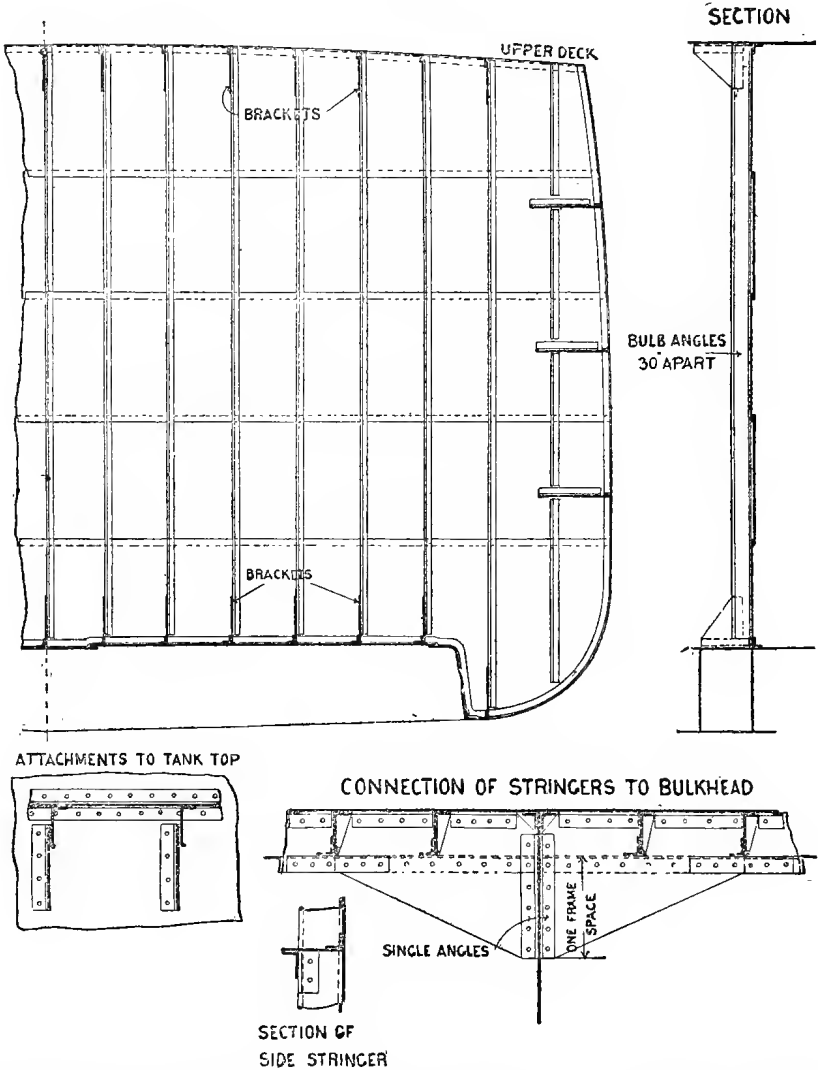 SECTION
UPPER DECK
BRACKETS
BULB ANGLES
30" APART
BRACKETS
ATTACHMENTS TO TANK TOP
CONNECTION OF STRINGERS TO BULKHEAD
SINGLE ANGLES
ONE FRAME
SPACE
SECTION OF
SIDE STRINGER